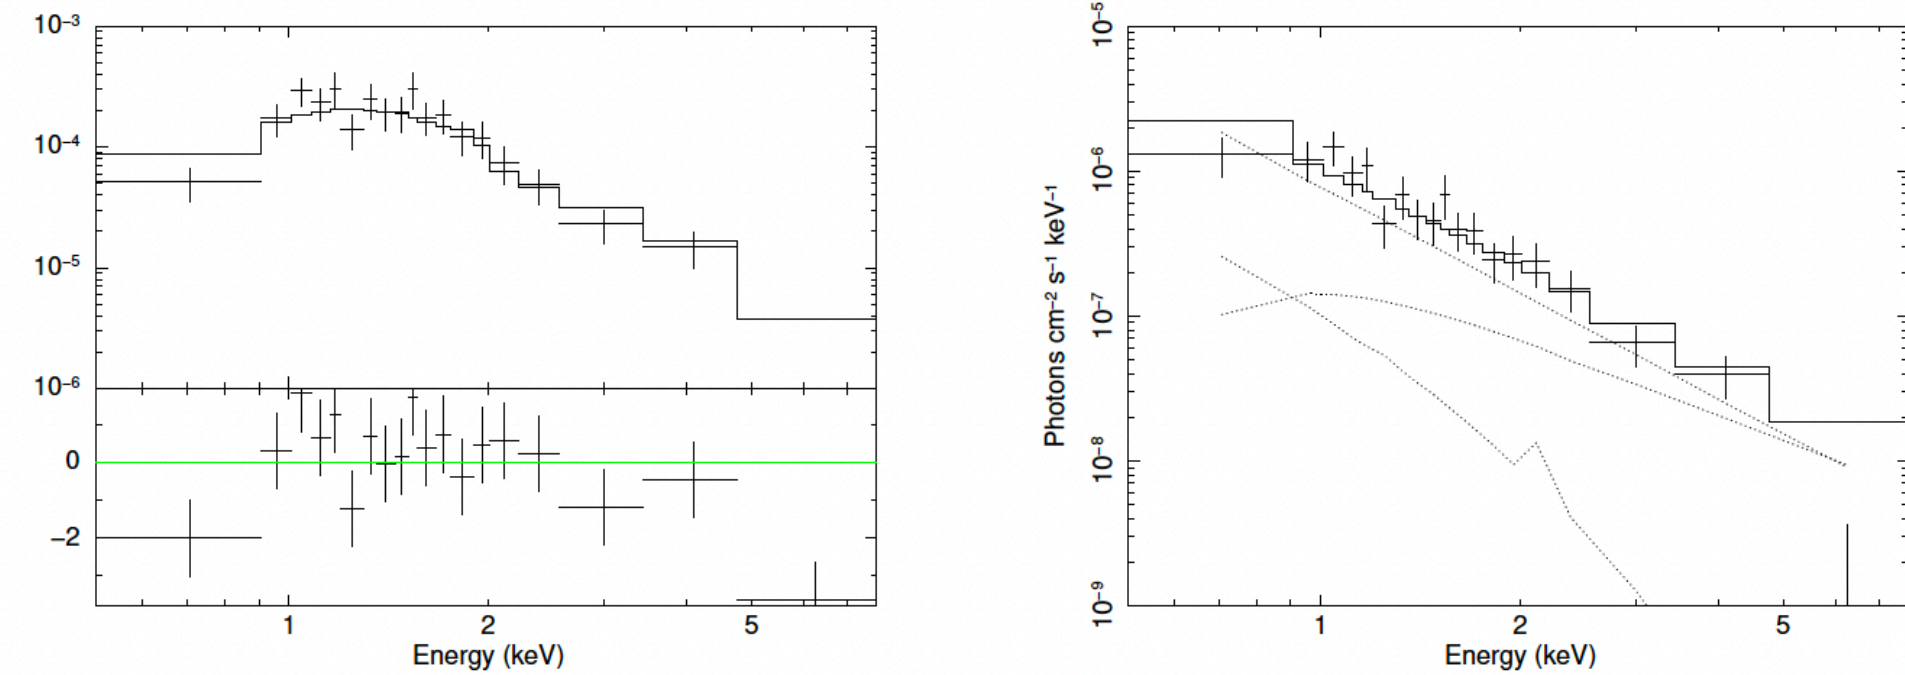 10⁻³
10⁻⁴
10⁻⁵
10⁻⁶
0
−2
1 2 5
Energy (keV)
10⁻⁵
10⁻⁶
10⁻⁷
10⁻⁸
10⁻⁹
Photons cm⁻² s⁻¹ keV⁻¹
1 2 5
Energy (keV)